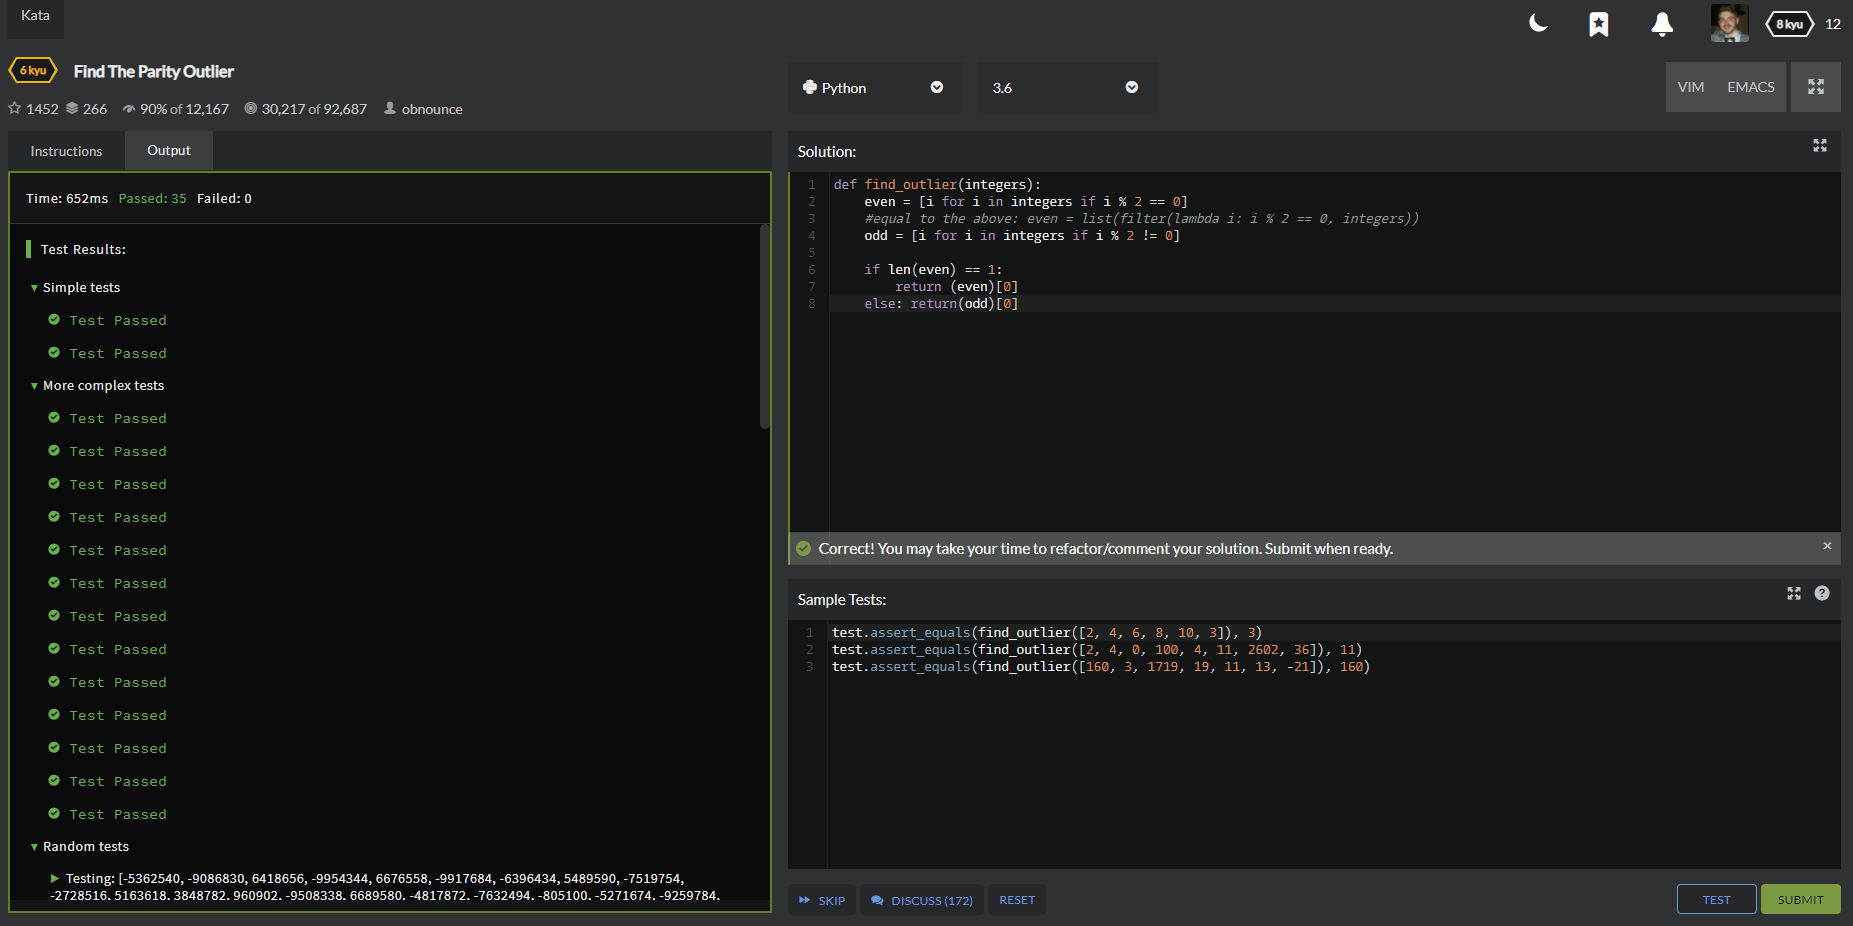 Kata
8 kyu 12
6 kyu Find The Parity Outlier
1452 266 90% of 12,167 30,217 of 92,687 obnounce
Python
3.6
VIM EMACS
Instructions Output
Time: 652ms Passed: 35 Failed: 0
Test Results:
Simple tests
Test Passed
Test Passed
More complex tests
Test Passed
Test Passed
Test Passed
Test Passed
Test Passed
Test Passed
Test Passed
Test Passed
Test Passed
Test Passed
Test Passed
Test Passed
Test Passed
Random tests
Testing: [-5362540, -9086830, 6418656, -9954344, 6676558, -9917684, -6396434, 5489590, -7519754,
-2728516, 5163618, 3848782, 960902, -9508338, 6689580, -4817872, -7632494, -805100, -5271674, -9259784,
Solution:
1 def find_outlier(integers):
2 even = [i for i in integers if i % 2 == 0]
3 #equal to the above: even = list(filter(lambda i: i % 2 == 0, integers))
4 odd = [i for i in integers if i % 2 != 0]
5
6 if len(even) == 1:
7 return (even)[0]
8 else: return(odd)[0]
Correct! You may take your time to refactor/comment your solution. Submit when ready.
×
Sample Tests:
?
1 test.assert_equals(find_outlier([2, 4, 6, 8, 10, 3]), 3)
2 test.assert_equals(find_outlier([2, 4, 0, 100, 4, 11, 2602, 36]), 11)
3 test.assert_equals(find_outlier([160, 3, 1719, 19, 11, 13, -21]), 160)
SKIP DISCUSS (172) RESET
TEST SUBMIT